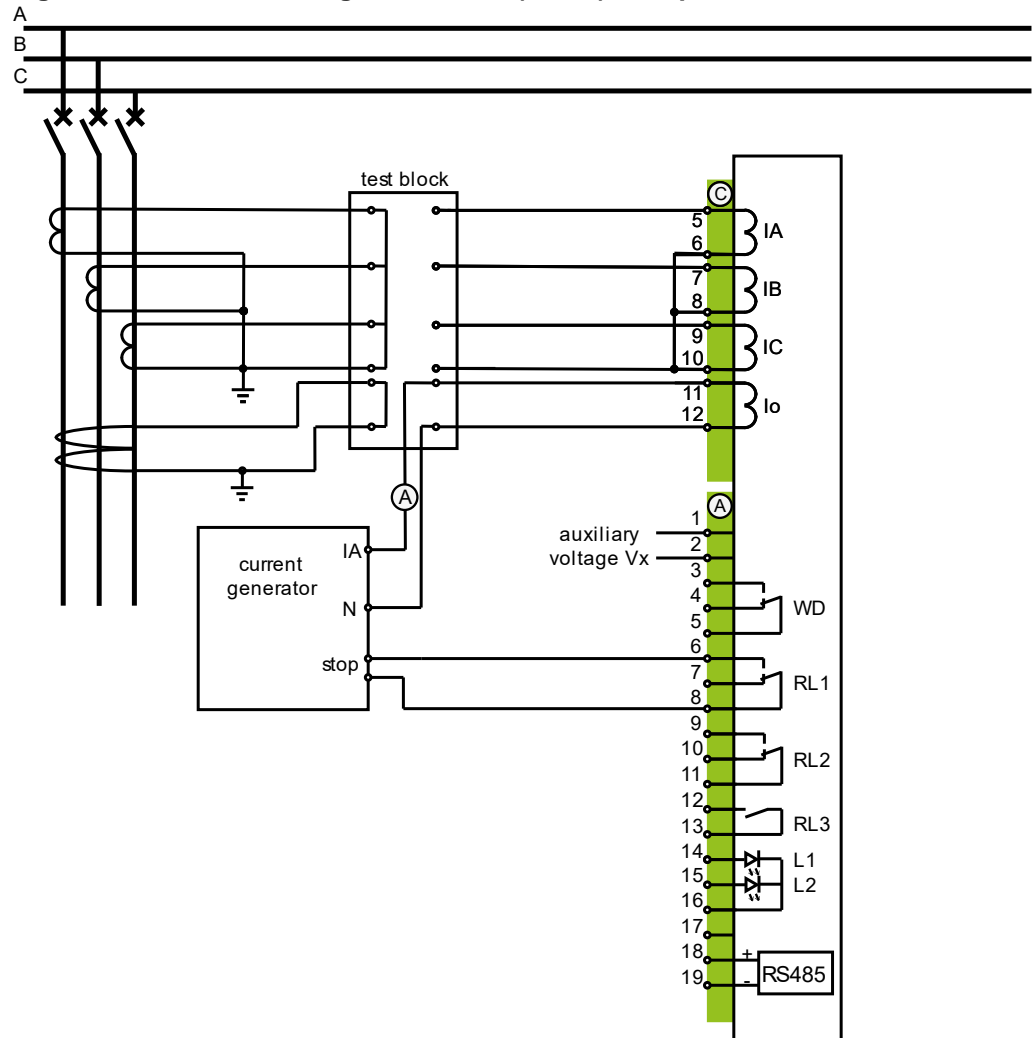 A
B
C
test block
C
5
6
7
8
9
10
11
12
IA
IB
IC
Io
A
current
generator
IA
N
stop
A
auxiliary
voltage Vx
1
2
3
4
5
6
7
8
9
10
11
12
13
14
15
16
17
18
19
WD
RL1
RL2
RL3
L1
L2
+
-
RS485